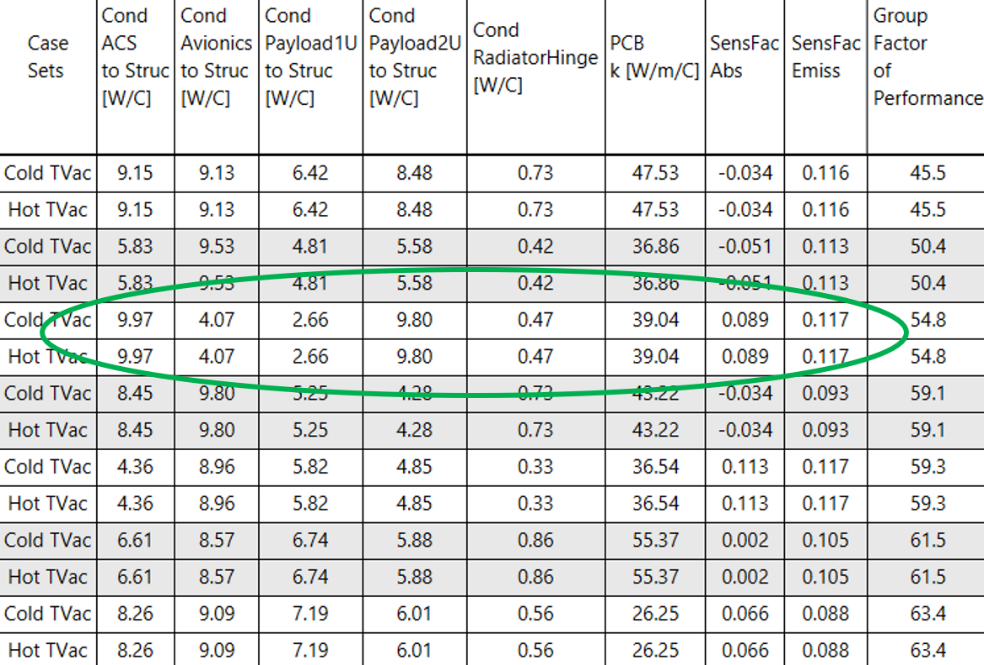 Case Sets | Cond ACS to Struc [W/C] | Cond Avionics to Struc [W/C] | Cond Payload1U to Struc [W/C] | Cond Payload2U to Struc [W/C] | Cond RadiatorHinge [W/C] | PCB k [W/m/C] | SensFac Abs | SensFac Emiss | Group Factor of Performance
Cold TVac 9.15 9.13 6.42 8.48 0.73 47.53 -0.034 0.116 45.5
Hot TVac 9.15 9.13 6.42 8.48 0.73 47.53 -0.034 0.116 45.5
Cold TVac 5.83 9.53 4.81 5.58 0.42 36.86 -0.051 0.113 50.4
Hot TVac 5.83 9.53 4.81 5.58 0.42 36.86 -0.051 0.113 50.4
Cold TVac 9.97 4.07 2.66 9.80 0.47 39.04 0.089 0.117 54.8
Hot TVac 9.97 4.07 2.66 9.80 0.47 39.04 0.089 0.117 54.8
Cold TVac 8.45 9.80 5.25 4.28 0.73 43.22 -0.034 0.093 59.1
Hot TVac 8.45 9.80 5.25 4.28 0.73 43.22 -0.034 0.093 59.1
Cold TVac 4.36 8.96 5.82 4.85 0.33 36.54 0.113 0.117 59.3
Hot TVac 4.36 8.96 5.82 4.85 0.33 36.54 0.113 0.117 59.3
Cold TVac 6.61 8.57 6.74 5.88 0.86 55.37 0.002 0.105 61.5
Hot TVac 6.61 8.57 6.74 5.88 0.86 55.37 0.002 0.105 61.5
Cold TVac 8.26 9.09 7.19 6.01 0.56 26.25 0.066 0.088 63.4
Hot TVac 8.26 9.09 7.19 6.01 0.56 26.25 0.066 0.088 63.4